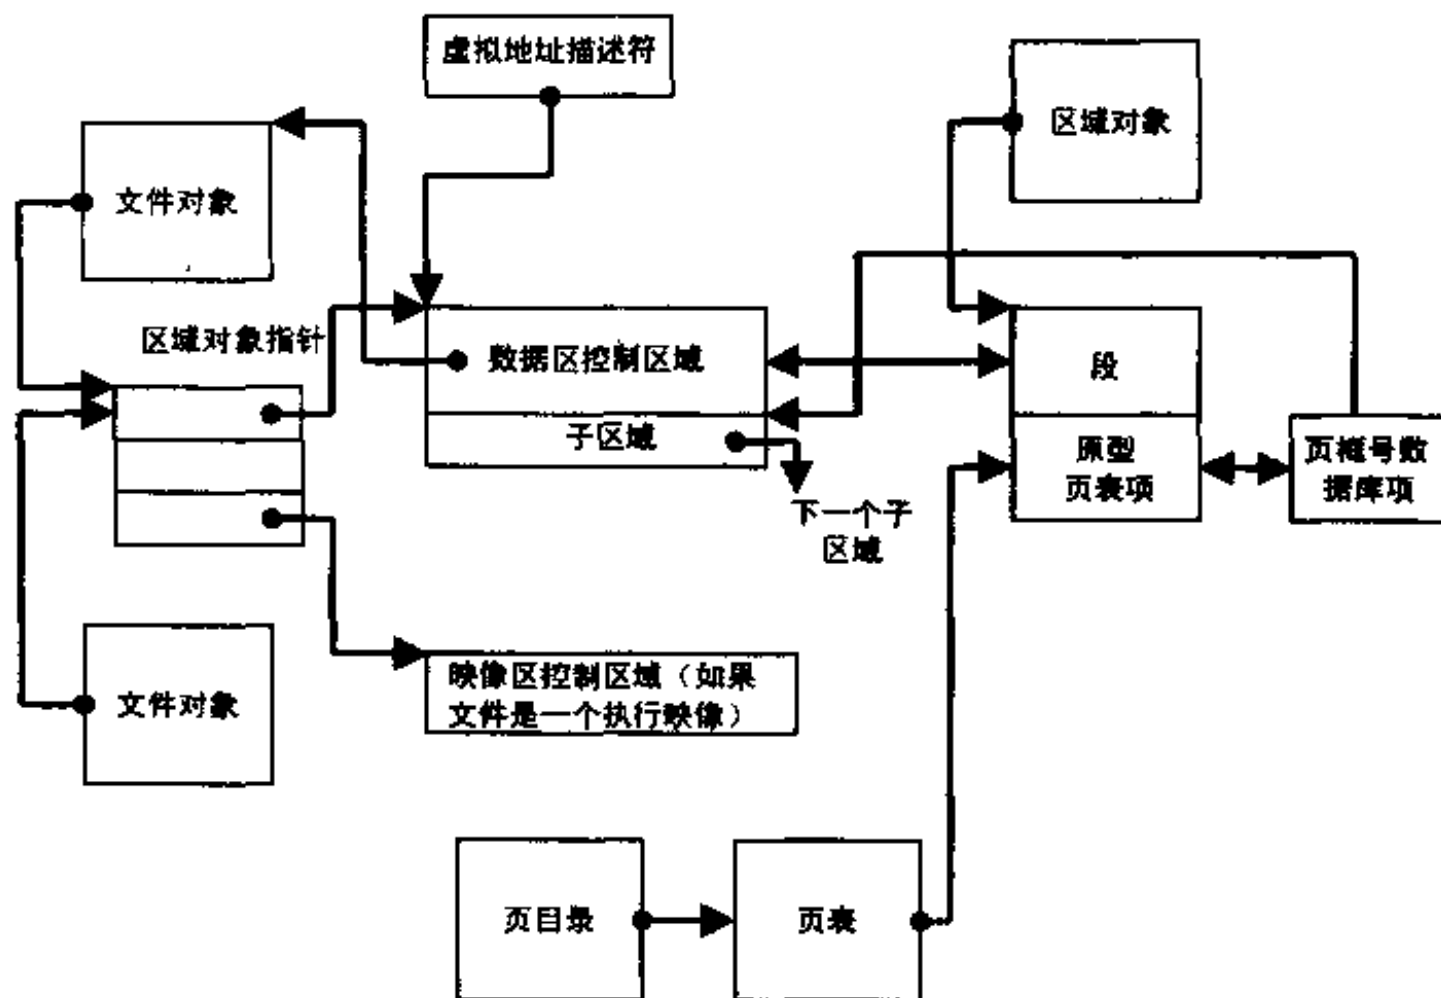 虚拟地址描述符
区域对象
文件对象
区域对象指针
数据区控制区域
段
子区域
原型
页表项
页框号数
据库项
下一个子
区域
映像区控制区域（如果
文件是一个执行映像）
文件对象
页目录
页表